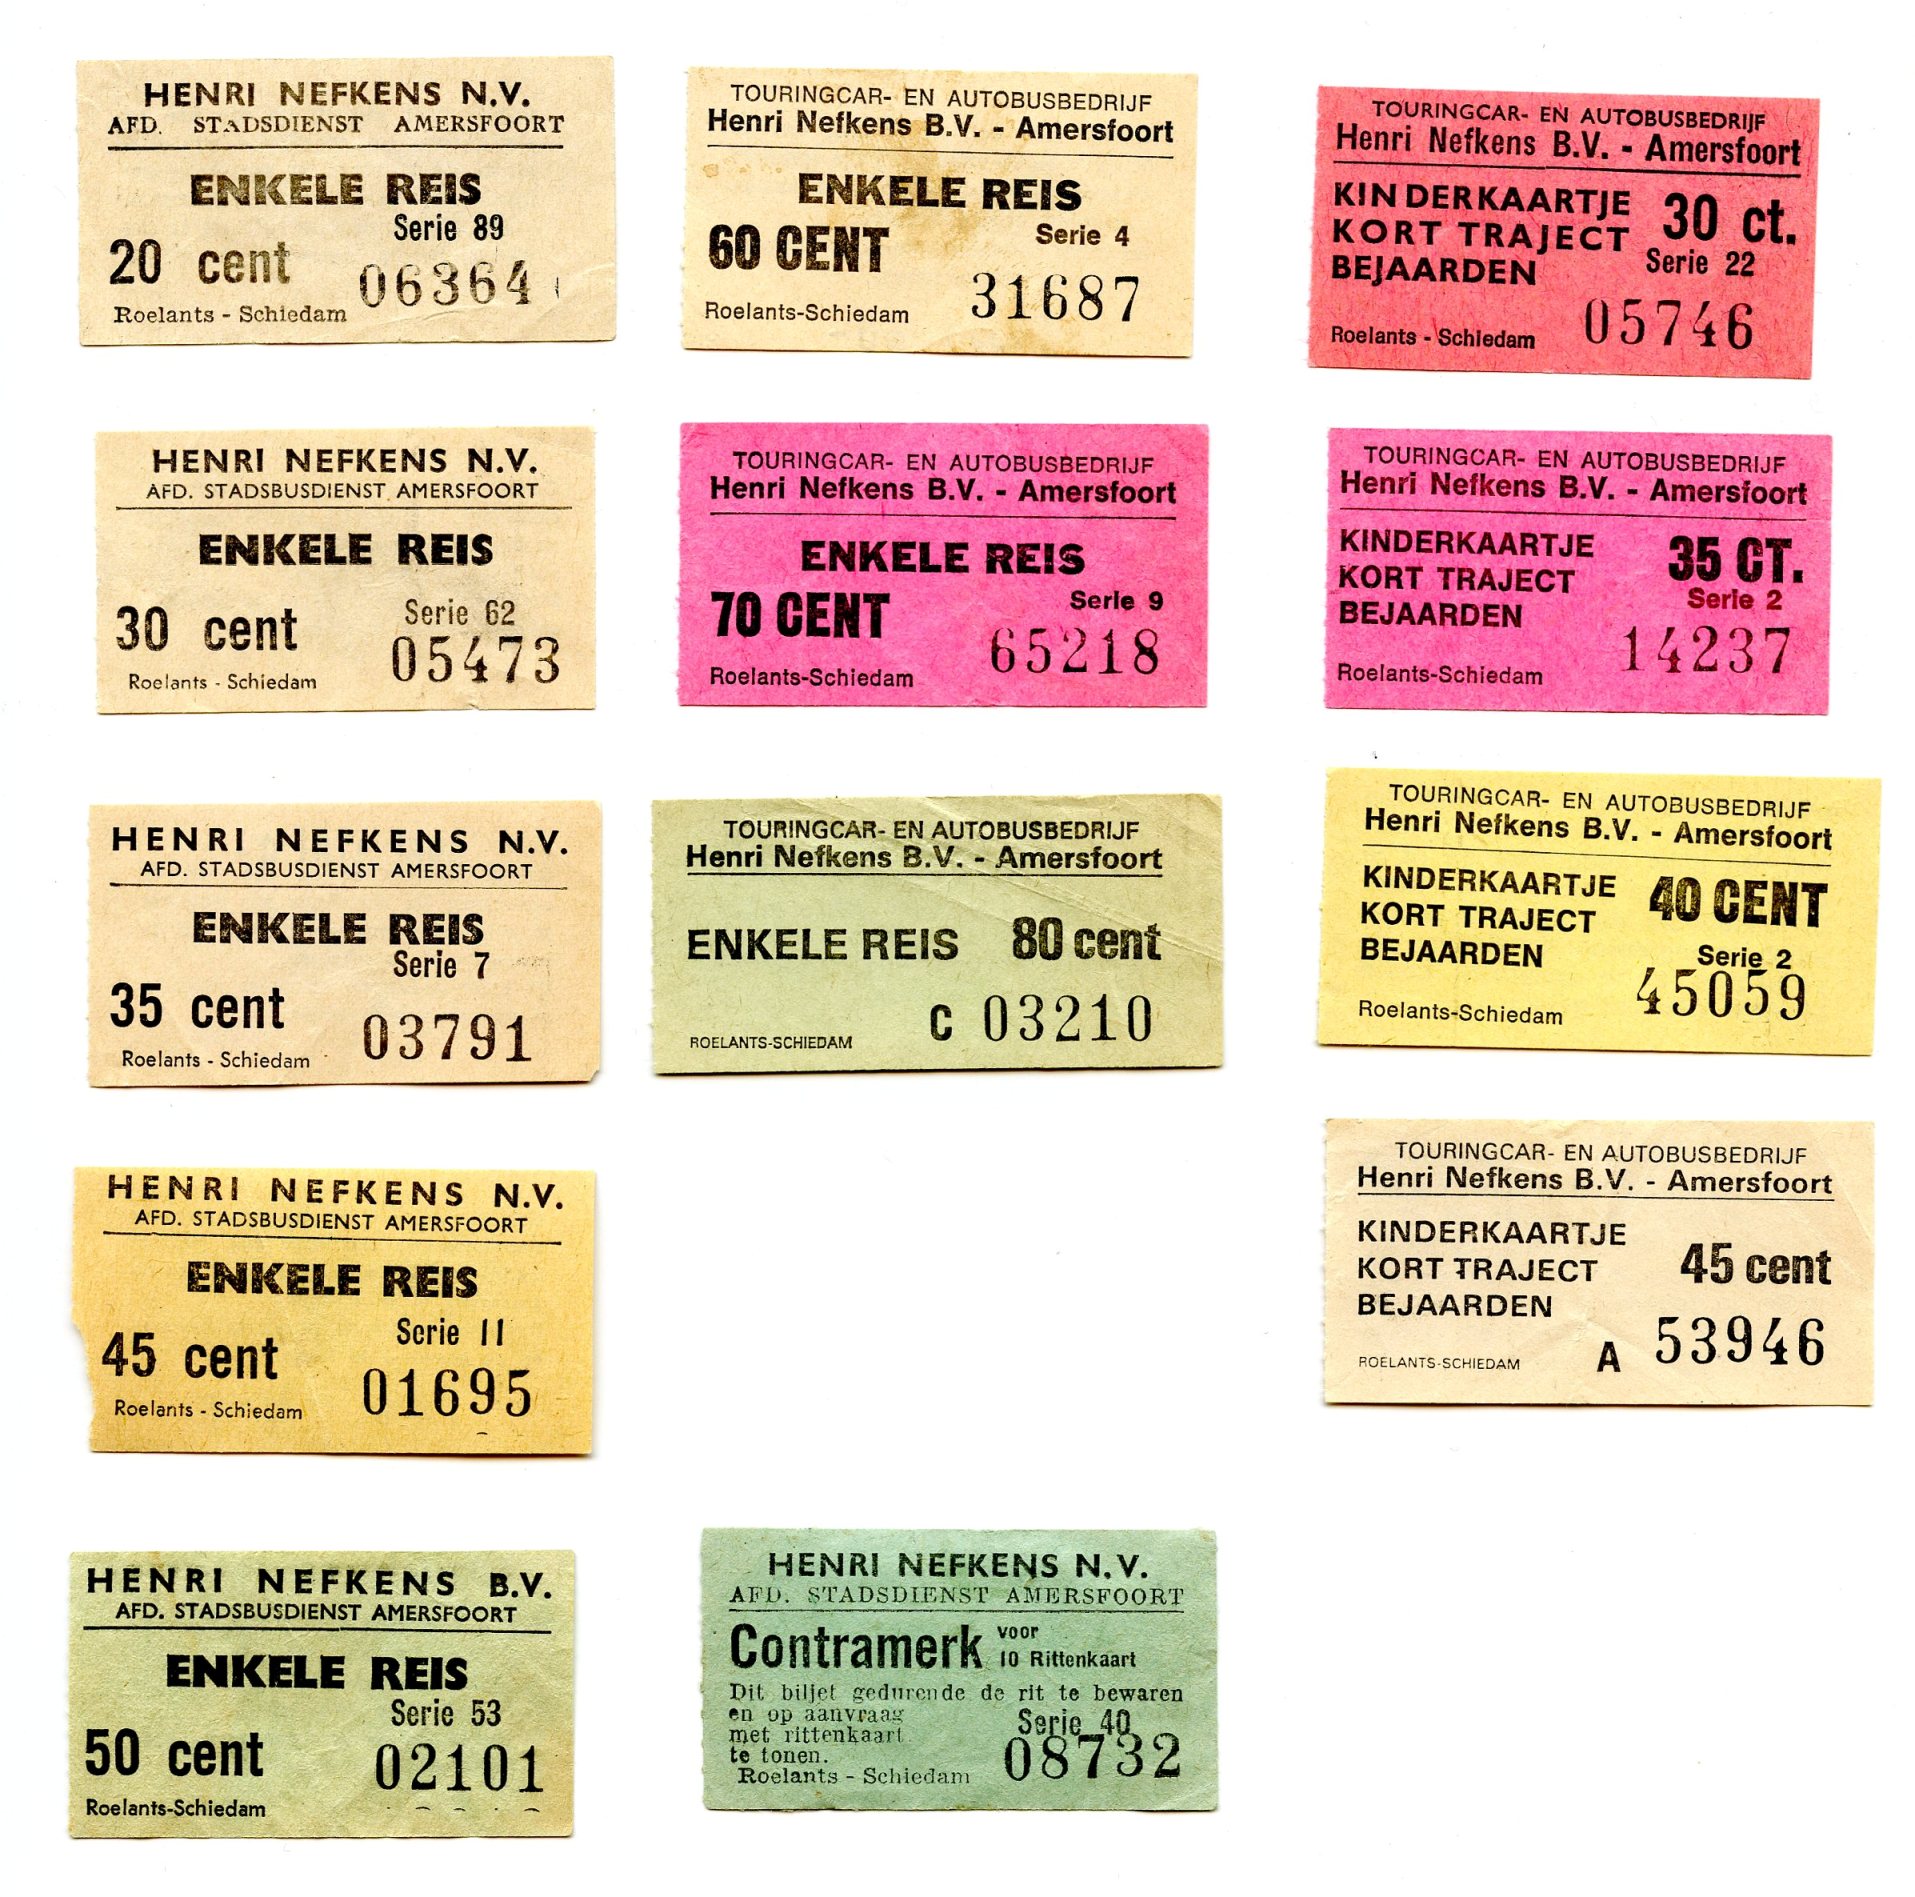 HENRI NEFKENS N.V.
AFD. STADSDIENST AMERSFOORT
ENKELE REIS
Serie 89
20 cent
06364
Roelants - Schiedam
HENRI NEFKENS N.V.
AFD. STADSBUSDIENST AMERSFOORT
ENKELE REIS
Serie 62
30 cent
05473
Roelants - Schiedam
HENRI NEFKENS N.V.
AFD. STADSBUSDIENST AMERSFOORT
ENKELE REIS
Serie 7
35 cent
03791
Roelants - Schiedam
HENRI NEFKENS N.V.
AFD. STADSBUSDIENST AMERSFOORT
ENKELE REIS
Serie 11
45 cent
01695
Roelants - Schiedam
HENRI NEFKENS B.V.
AFD. STADSBUSDIENST AMERSFOORT
ENKELE REIS
Serie 53
50 cent
02101
Roelants-Schiedam
TOURINGCAR- EN AUTOBUSBEDRIJF
Henri Nefkens B.V. - Amersfoort
ENKELE REIS
60 CENT Serie 4
31687
Roelants-Schiedam
TOURINGCAR- EN AUTOBUSBEDRIJF
Henri Nefkens B.V. - Amersfoort
ENKELE REIS
70 CENT Serie 9
65218
Roelants-Schiedam
TOURINGCAR- EN AUTOBUSBEDRIJF
Henri Nefkens B.V. - Amersfoort
ENKELE REIS 80 cent
C 03210
ROELANTS-SCHIEDAM
HENRI NEFKENS N.V.
AFD. STADSDIENST AMERSFOORT
Contramerk voor
10 Rittenkaart
Dit biljet gedurende de rit te bewaren
en op aanvraag
met rittenkaart
te tonen.
Serie 40
08732
Roelants - Schiedam
TOURINGCAR- EN AUTOBUSBEDRIJF
Henri Nefkens B.V. - Amersfoort
KINDERKAARTJE 30 ct.
KORT TRAJECT
BEJAARDEN Serie 22
05746
Roelants - Schiedam
TOURINGCAR- EN AUTOBUSBEDRIJF
Henri Nefkens B.V. - Amersfoort
KINDERKAARTJE 35 CT.
KORT TRAJECT
BEJAARDEN Serie 2
14237
Roelants-Schiedam
TOURINGCAR- EN AUTOBUSBEDRIJF
Henri Nefkens B.V. - Amersfoort
KINDERKAARTJE 40 CENT
KORT TRAJECT
BEJAARDEN Serie 2
45059
Roelants-Schiedam
TOURINGCAR- EN AUTOBUSBEDRIJF
Henri Nefkens B.V. - Amersfoort
KINDERKAARTJE
KORT TRAJECT 45 cent
BEJAARDEN
A 53946
ROELANTS-SCHIEDAM